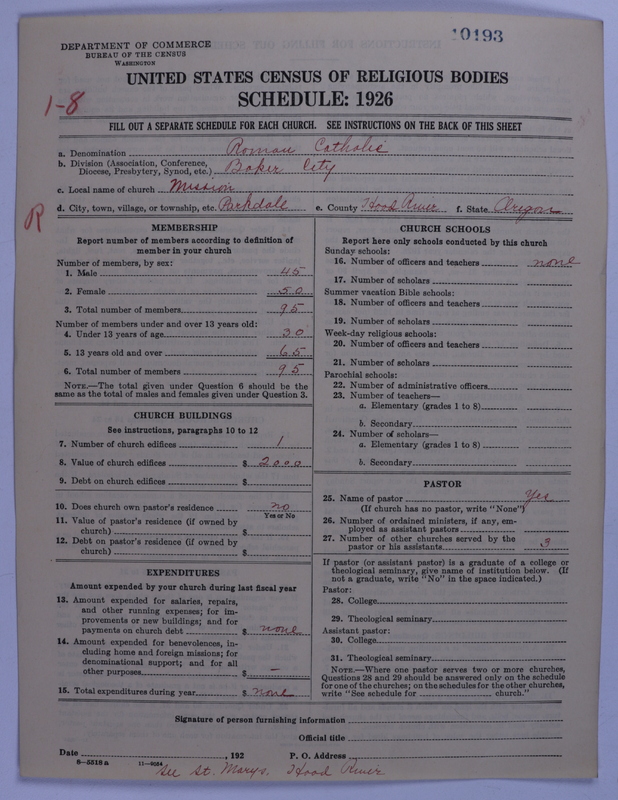 10193
DEPARTMENT OF COMMERCE
BUREAU OF THE CENSUS
WASHINGTON
UNITED STATES CENSUS OF RELIGIOUS BODIES
SCHEDULE: 1926
1-8
FILL OUT A SEPARATE SCHEDULE FOR EACH CHURCH. SEE INSTRUCTIONS ON THE BACK OF THIS SHEET
a. Denomination Roman Catholic
b. Division (Association, Conference, Diocese, Presbytery, Synod, etc.) Baker City
c. Local name of church Mission
R
d. City, town, village, or township, etc. Parkdale e. County Hood River f. State Oregon
MEMBERSHIP
Report number of members according to definition of
member in your church
Number of members, by sex:
1. Male 45
2. Female 50
3. Total number of members 95
Number of members under and over 13 years old:
4. Under 13 years of age 30
5. 13 years old and over 65
6. Total number of members 95
NOTE.—The total given under Question 6 should be the
same as the total of males and females given under Question 3.
CHURCH BUILDINGS
See instructions, paragraphs 10 to 12
7. Number of church edifices 1
8. Value of church edifices $ 2000
9. Debt on church edifices $
10. Does church own pastor's residence no
Yes or No
11. Value of pastor's residence (if owned by
church) $
12. Debt on pastor's residence (if owned by
church) $
EXPENDITURES
Amount expended by your church during last fiscal year
13. Amount expended for salaries, repairs,
and other running expenses; for im-
provements or new buildings; and for
payments on church debt $ none
14. Amount expended for benevolences, in-
cluding home and foreign missions; for
denominational support; and for all
other purposes $ —
15. Total expenditures during year $ none
CHURCH SCHOOLS
Report here only schools conducted by this church
Sunday schools:
16. Number of officers and teachers none
17. Number of scholars
Summer vacation Bible schools:
18. Number of officers and teachers
19. Number of scholars
Week-day religious schools:
20. Number of officers and teachers
21. Number of scholars
Parochial schools:
22. Number of administrative officers
23. Number of teachers—
a. Elementary (grades 1 to 8)
b. Secondary
24. Number of scholars—
a. Elementary (grades 1 to 8)
b. Secondary
PASTOR
25. Name of pastor Yes
(If church has no pastor, write "None")
26. Number of ordained ministers, if any, em-
ployed as assistant pastors
27. Number of other churches served by the
pastor or his assistants 3
If pastor (or assistant pastor) is a graduate of a college or
theological seminary, give name of institution below. (If
not a graduate, write "No" in the space indicated.)
Pastor:
28. College
29. Theological seminary
Assistant pastor:
30. College
31. Theological seminary
NOTE.—Where one pastor serves two or more churches,
Questions 28 and 29 should be answered only on the schedule
for one of the churches; on the schedules for the other churches,
write "See schedule for church."
Signature of person furnishing information
Official title
Date , 192 P. O. Address
8—5518 a 11—9054
See St. Marys. Hood River